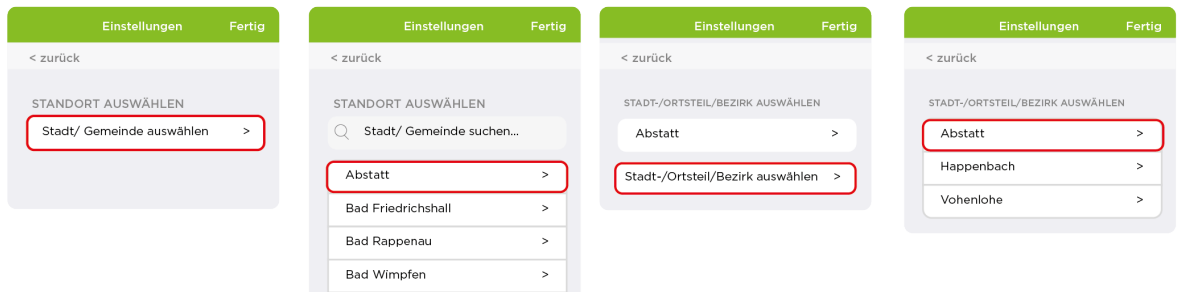 Einstellungen Fertig
< zurück
STANDORT AUSWÄHLEN
Stadt/ Gemeinde auswählen >
Einstellungen Fertig
< zurück
STANDORT AUSWÄHLEN
Stadt/ Gemeinde suchen...
Abstatt >
Bad Friedrichshall >
Bad Rappenau >
Bad Wimpfen >
Einstellungen Fertig
< zurück
STADT-/ORTSTEIL/BEZIRK AUSWÄHLEN
Abstatt >
Stadt-/Ortsteil/Bezirk auswählen >
Einstellungen Fertig
< zurück
STADT-/ORTSTEIL/BEZIRK AUSWÄHLEN
Abstatt >
Happenbach >
Vohenlohe >